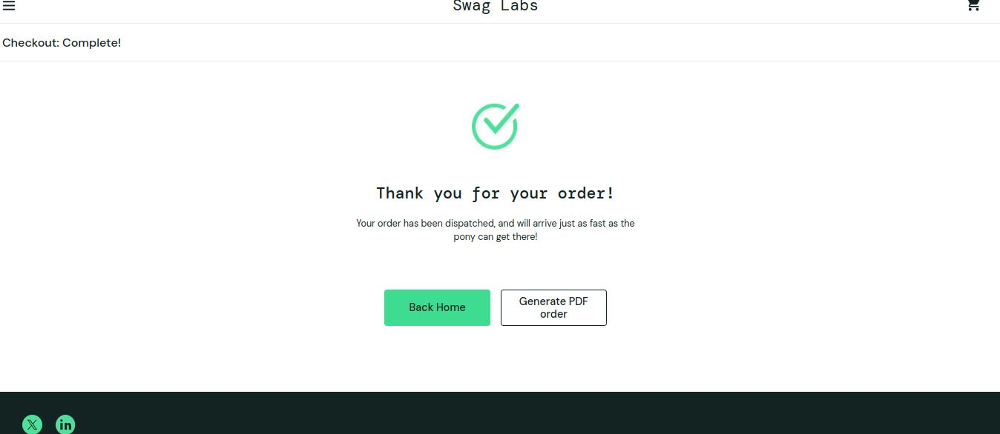 Swag Labs
Checkout: Complete!
Thank you for your order!
Your order has been dispatched, and will arrive just as fast as the
pony can get there!
Back Home
Generate PDF
order